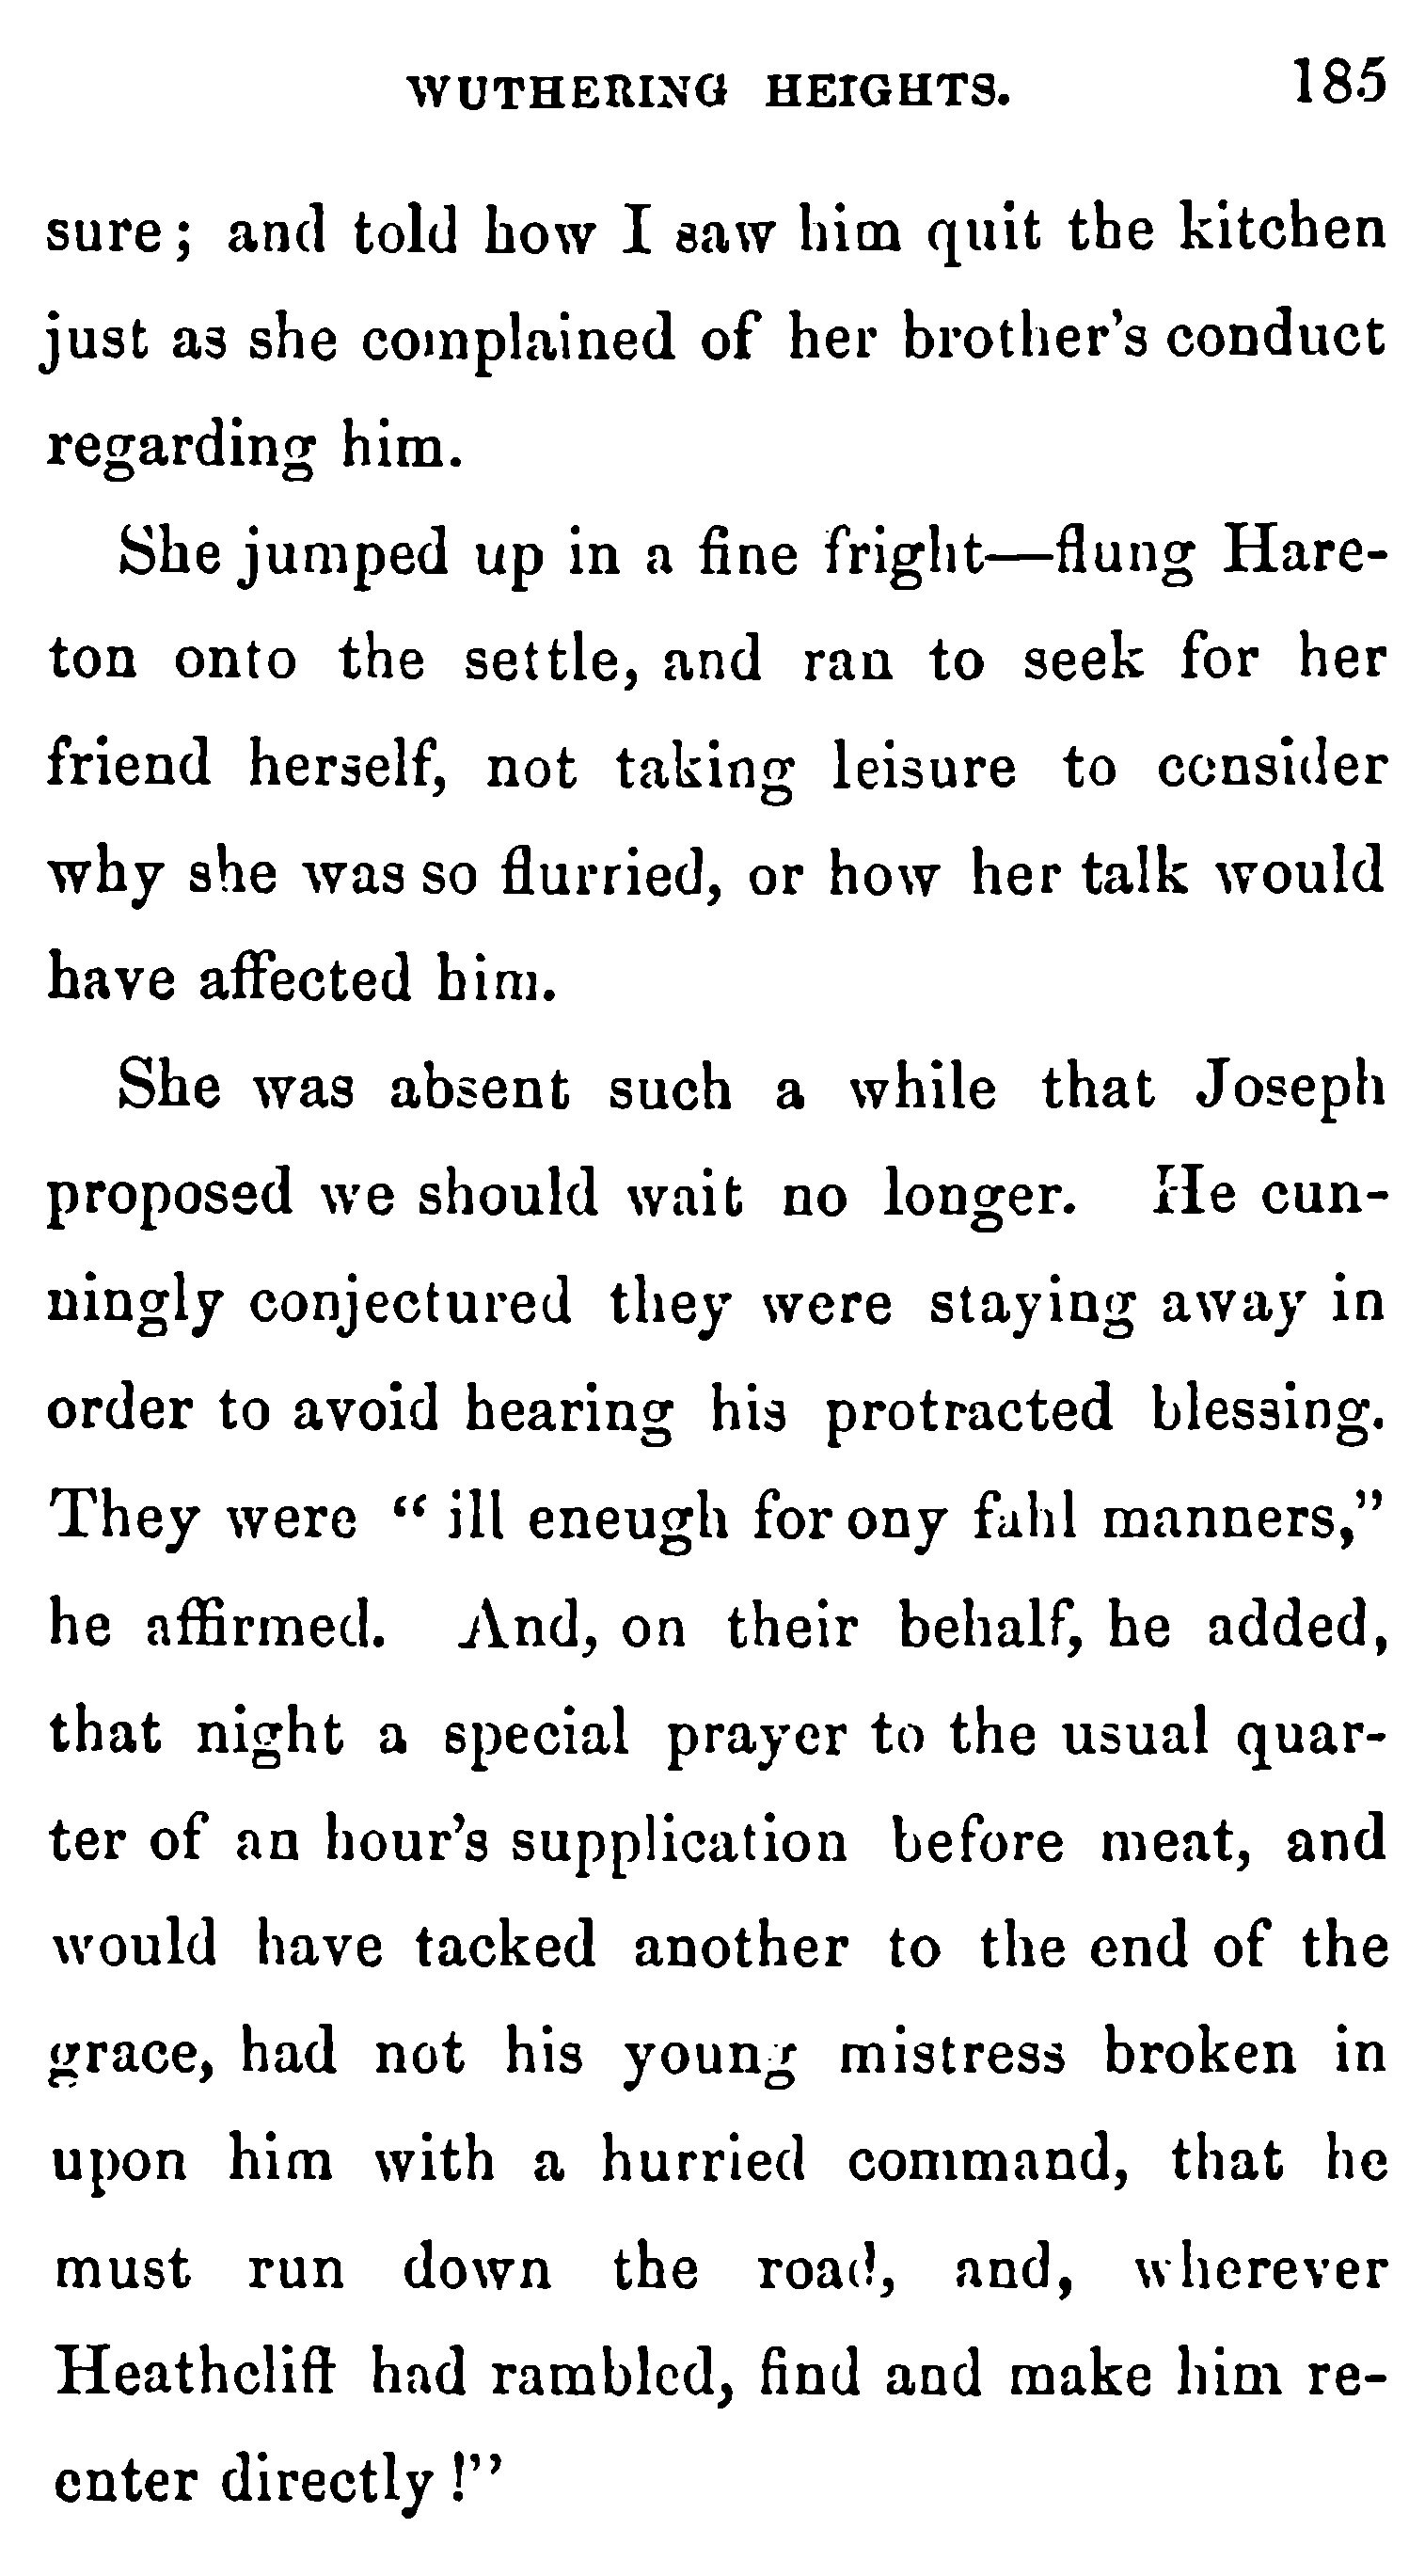 WUTHERING HEIGHTS. 185
sure; and told how I saw him quit the kitchen
just as she complained of her brother's conduct
regarding him.
She jumped up in a fine fright—flung Hare-
ton onto the settle, and ran to seek for her
friend herself, not taking leisure to consider
why she was so flurried, or how her talk would
have affected him.
She was absent such a while that Joseph
proposed we should wait no longer. He cun-
ningly conjectured they were staying away in
order to avoid hearing his protracted blessing.
They were "ill eneugh for ony fahl manners,"
he affirmed. And, on their behalf, he added,
that night a special prayer to the usual quar-
ter of an hour's supplication before meat, and
would have tacked another to the end of the
grace, had not his young mistress broken in
upon him with a hurried command, that he
must run down the road, and, wherever
Heathcliff had rambled, find and make him re-
enter directly!"